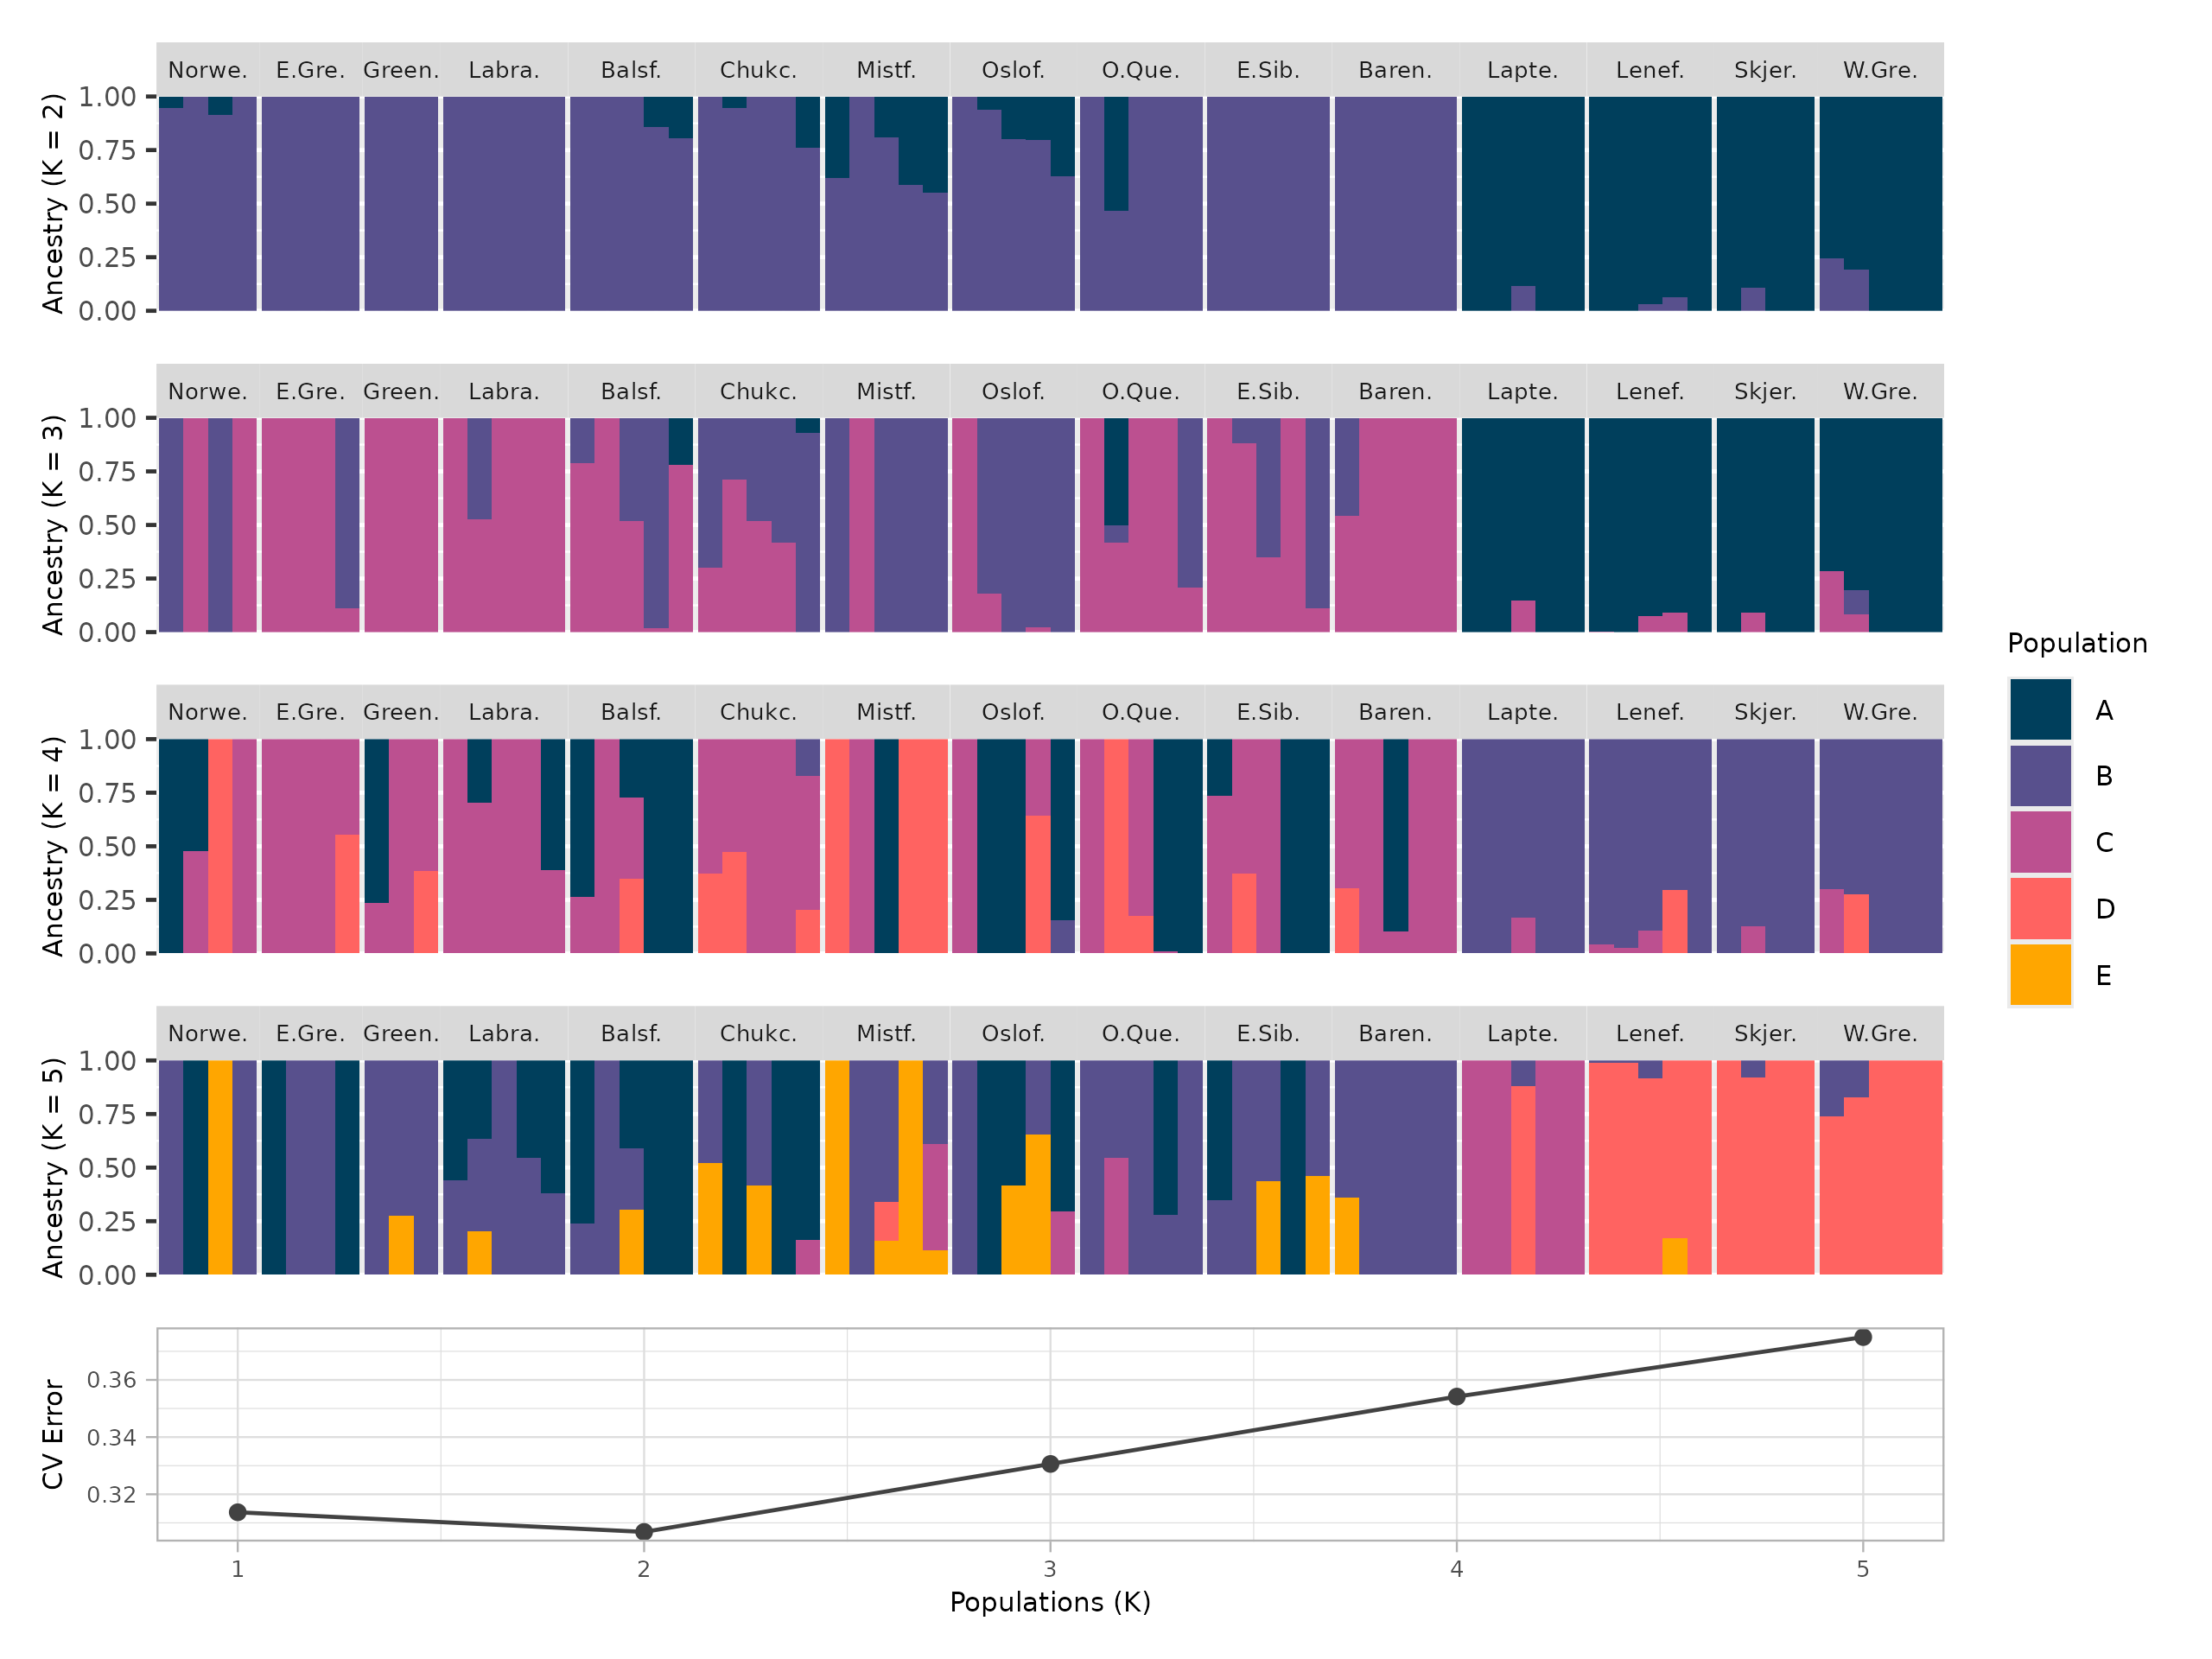 Norwe. E.Gre. Green. Labra. Balsf. Chukc. Mistf. Oslof. O.Que. E.Sib. Baren. Lapte. Lenef. Skjer. W.Gre.
Ancestry (K = 2)
1.00
0.75
0.50
0.25
0.00
Norwe. E.Gre. Green. Labra. Balsf. Chukc. Mistf. Oslof. O.Que. E.Sib. Baren. Lapte. Lenef. Skjer. W.Gre.
Ancestry (K = 3)
1.00
0.75
0.50
0.25
0.00
Norwe. E.Gre. Green. Labra. Balsf. Chukc. Mistf. Oslof. O.Que. E.Sib. Baren. Lapte. Lenef. Skjer. W.Gre.
Ancestry (K = 4)
1.00
0.75
0.50
0.25
0.00
Norwe. E.Gre. Green. Labra. Balsf. Chukc. Mistf. Oslof. O.Que. E.Sib. Baren. Lapte. Lenef. Skjer. W.Gre.
Ancestry (K = 5)
1.00
0.75
0.50
0.25
0.00
CV Error
0.36
0.34
0.32
1 2 3 4 5
Populations (K)
Population
A
B
C
D
E